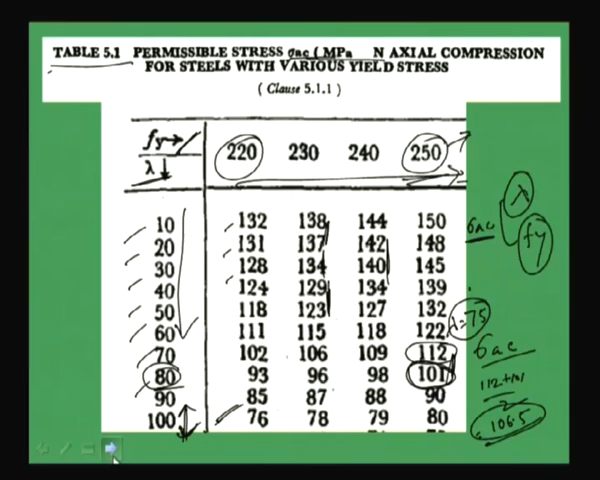 TABLE 5.1 PERMISSIBLE STRESS σac (MPa N AXIAL COMPRESSION
FOR STEELS WITH VARIOUS YIELD STRESS
( Clause 5.1.1 )
fy→ 220 230 240 250
λ↓
10 132 138 144 150
20 131 137 142 148
30 128 134 140 145
40 124 129 134 139
50 118 123 127 132
60 111 115 118 122
70 102 106 109 112
80 93 96 98 101
90 85 87 88 90
100 76 78 79 80
λ
σac
fy
λ=75
σac
112+101
2
106.5